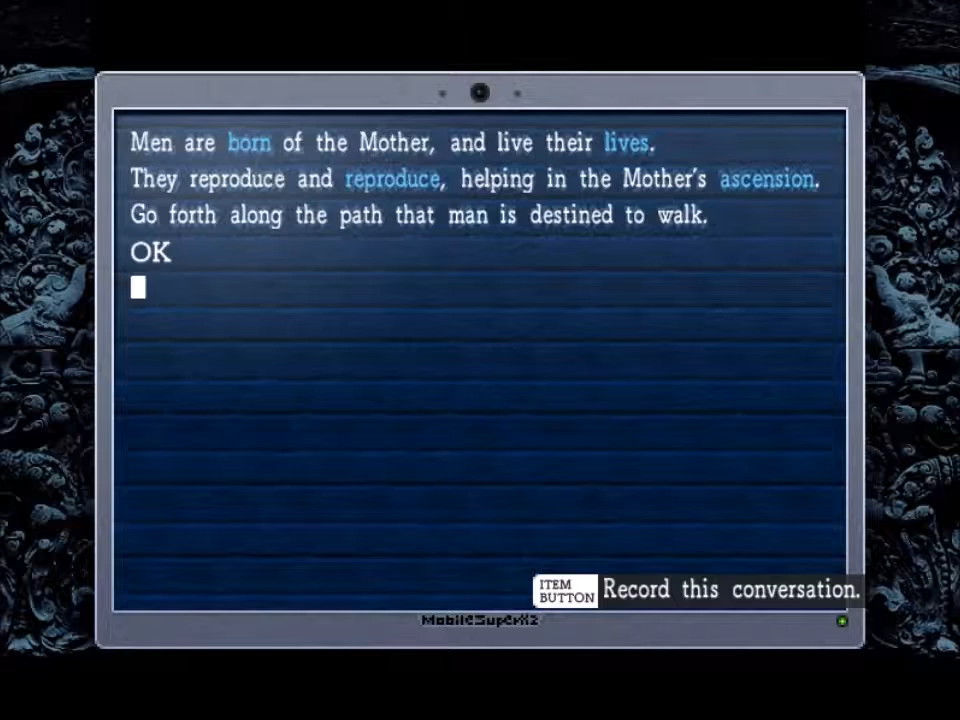 Men are born of the Mother, and live their lives.
They reproduce and reproduce, helping in the Mother's ascension.
Go forth along the path that man is destined to walk.
OK
ITEM
BUTTON
Record this conversation.
MobileSuperX2